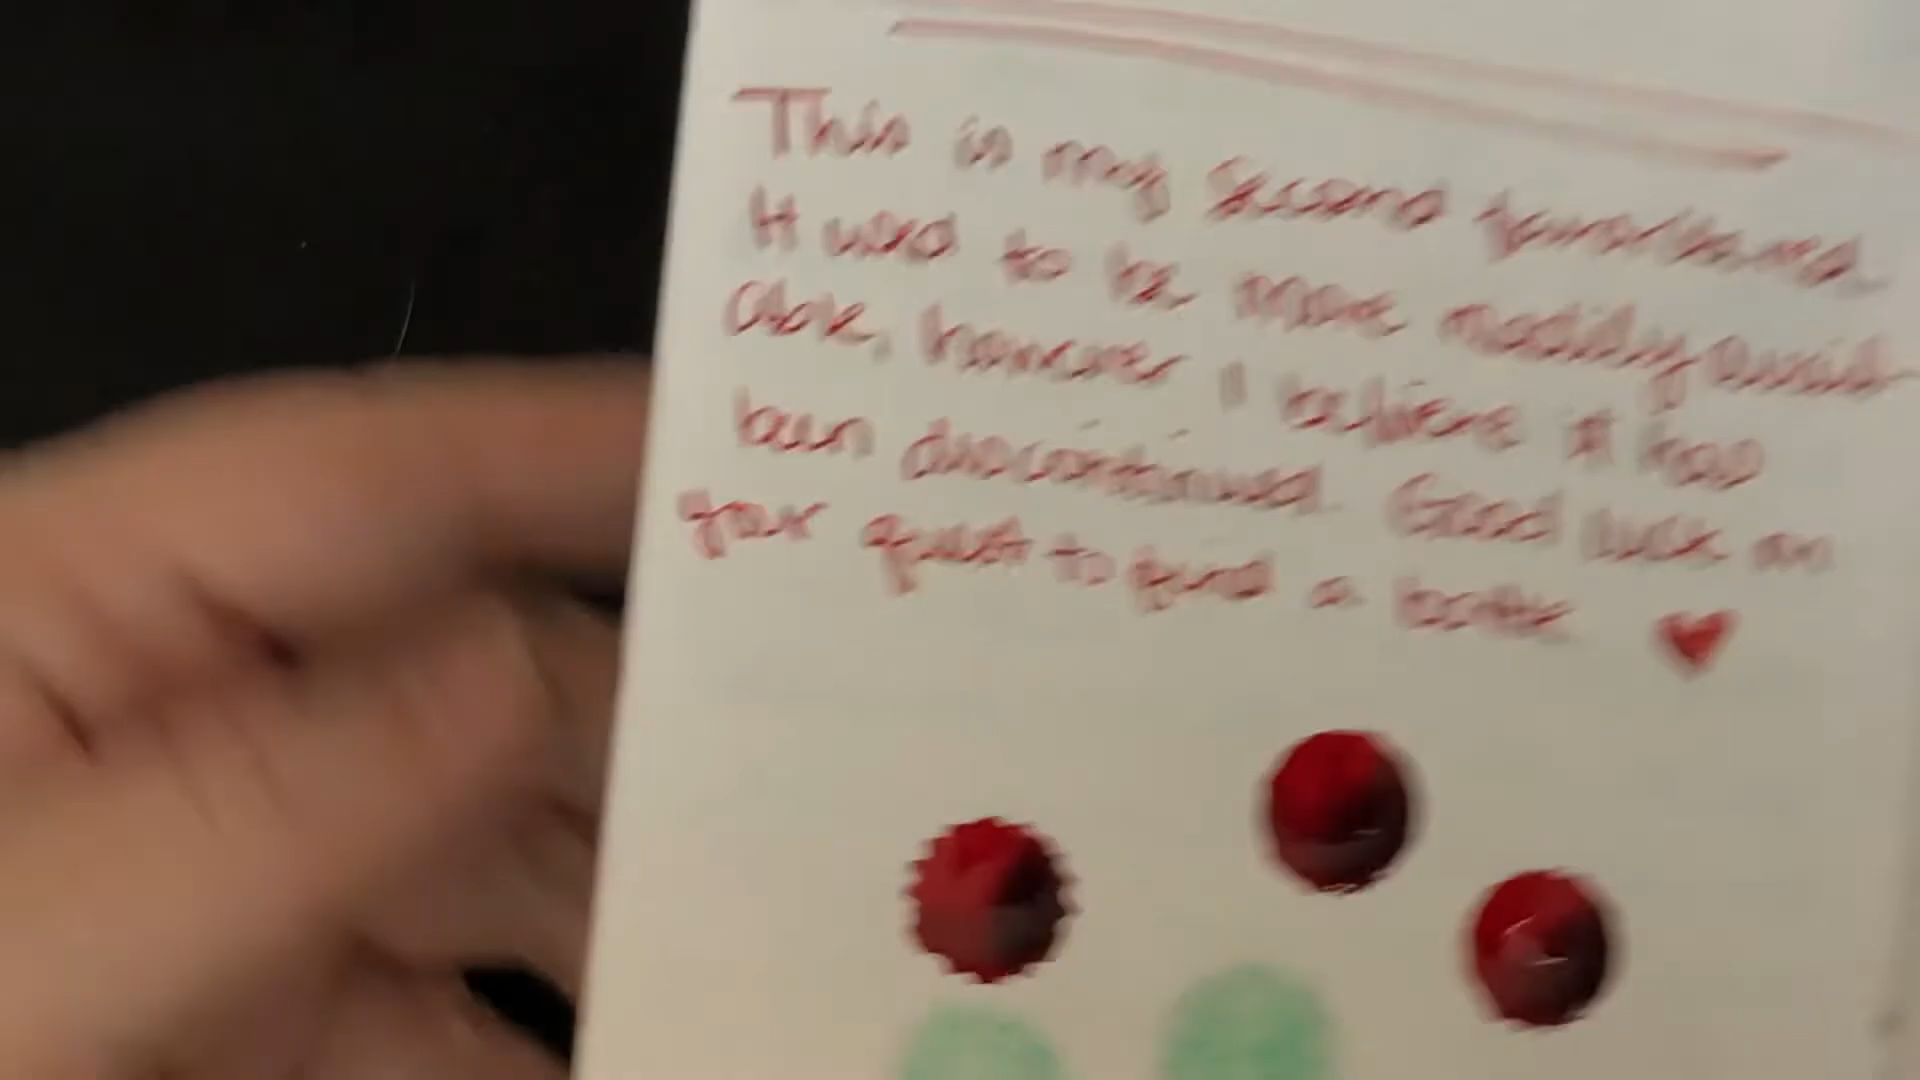 This is my second favorite red.
It used to be more readily avail-
able, however I believe it has
been discontinued. Good luck on
your quest to find a bottle ♥